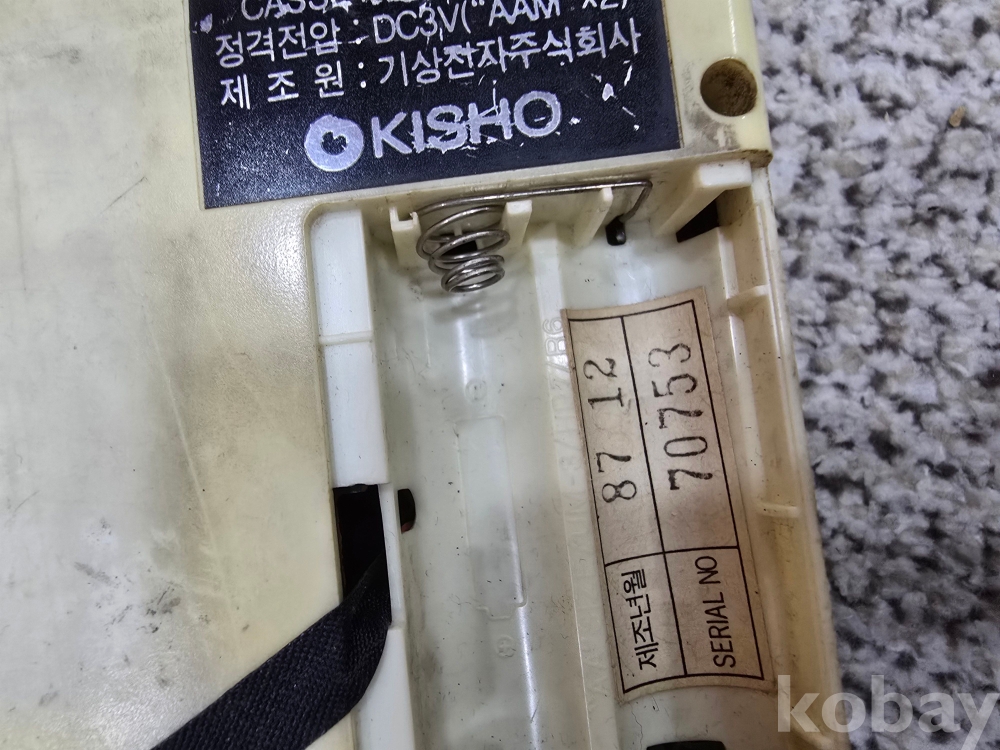 정격전압 : DC3V("AAM"x2)
제 조 원 : 기상전자주식회사
KISHO
제조년월 87 12
SERIAL NO 70753
kobay